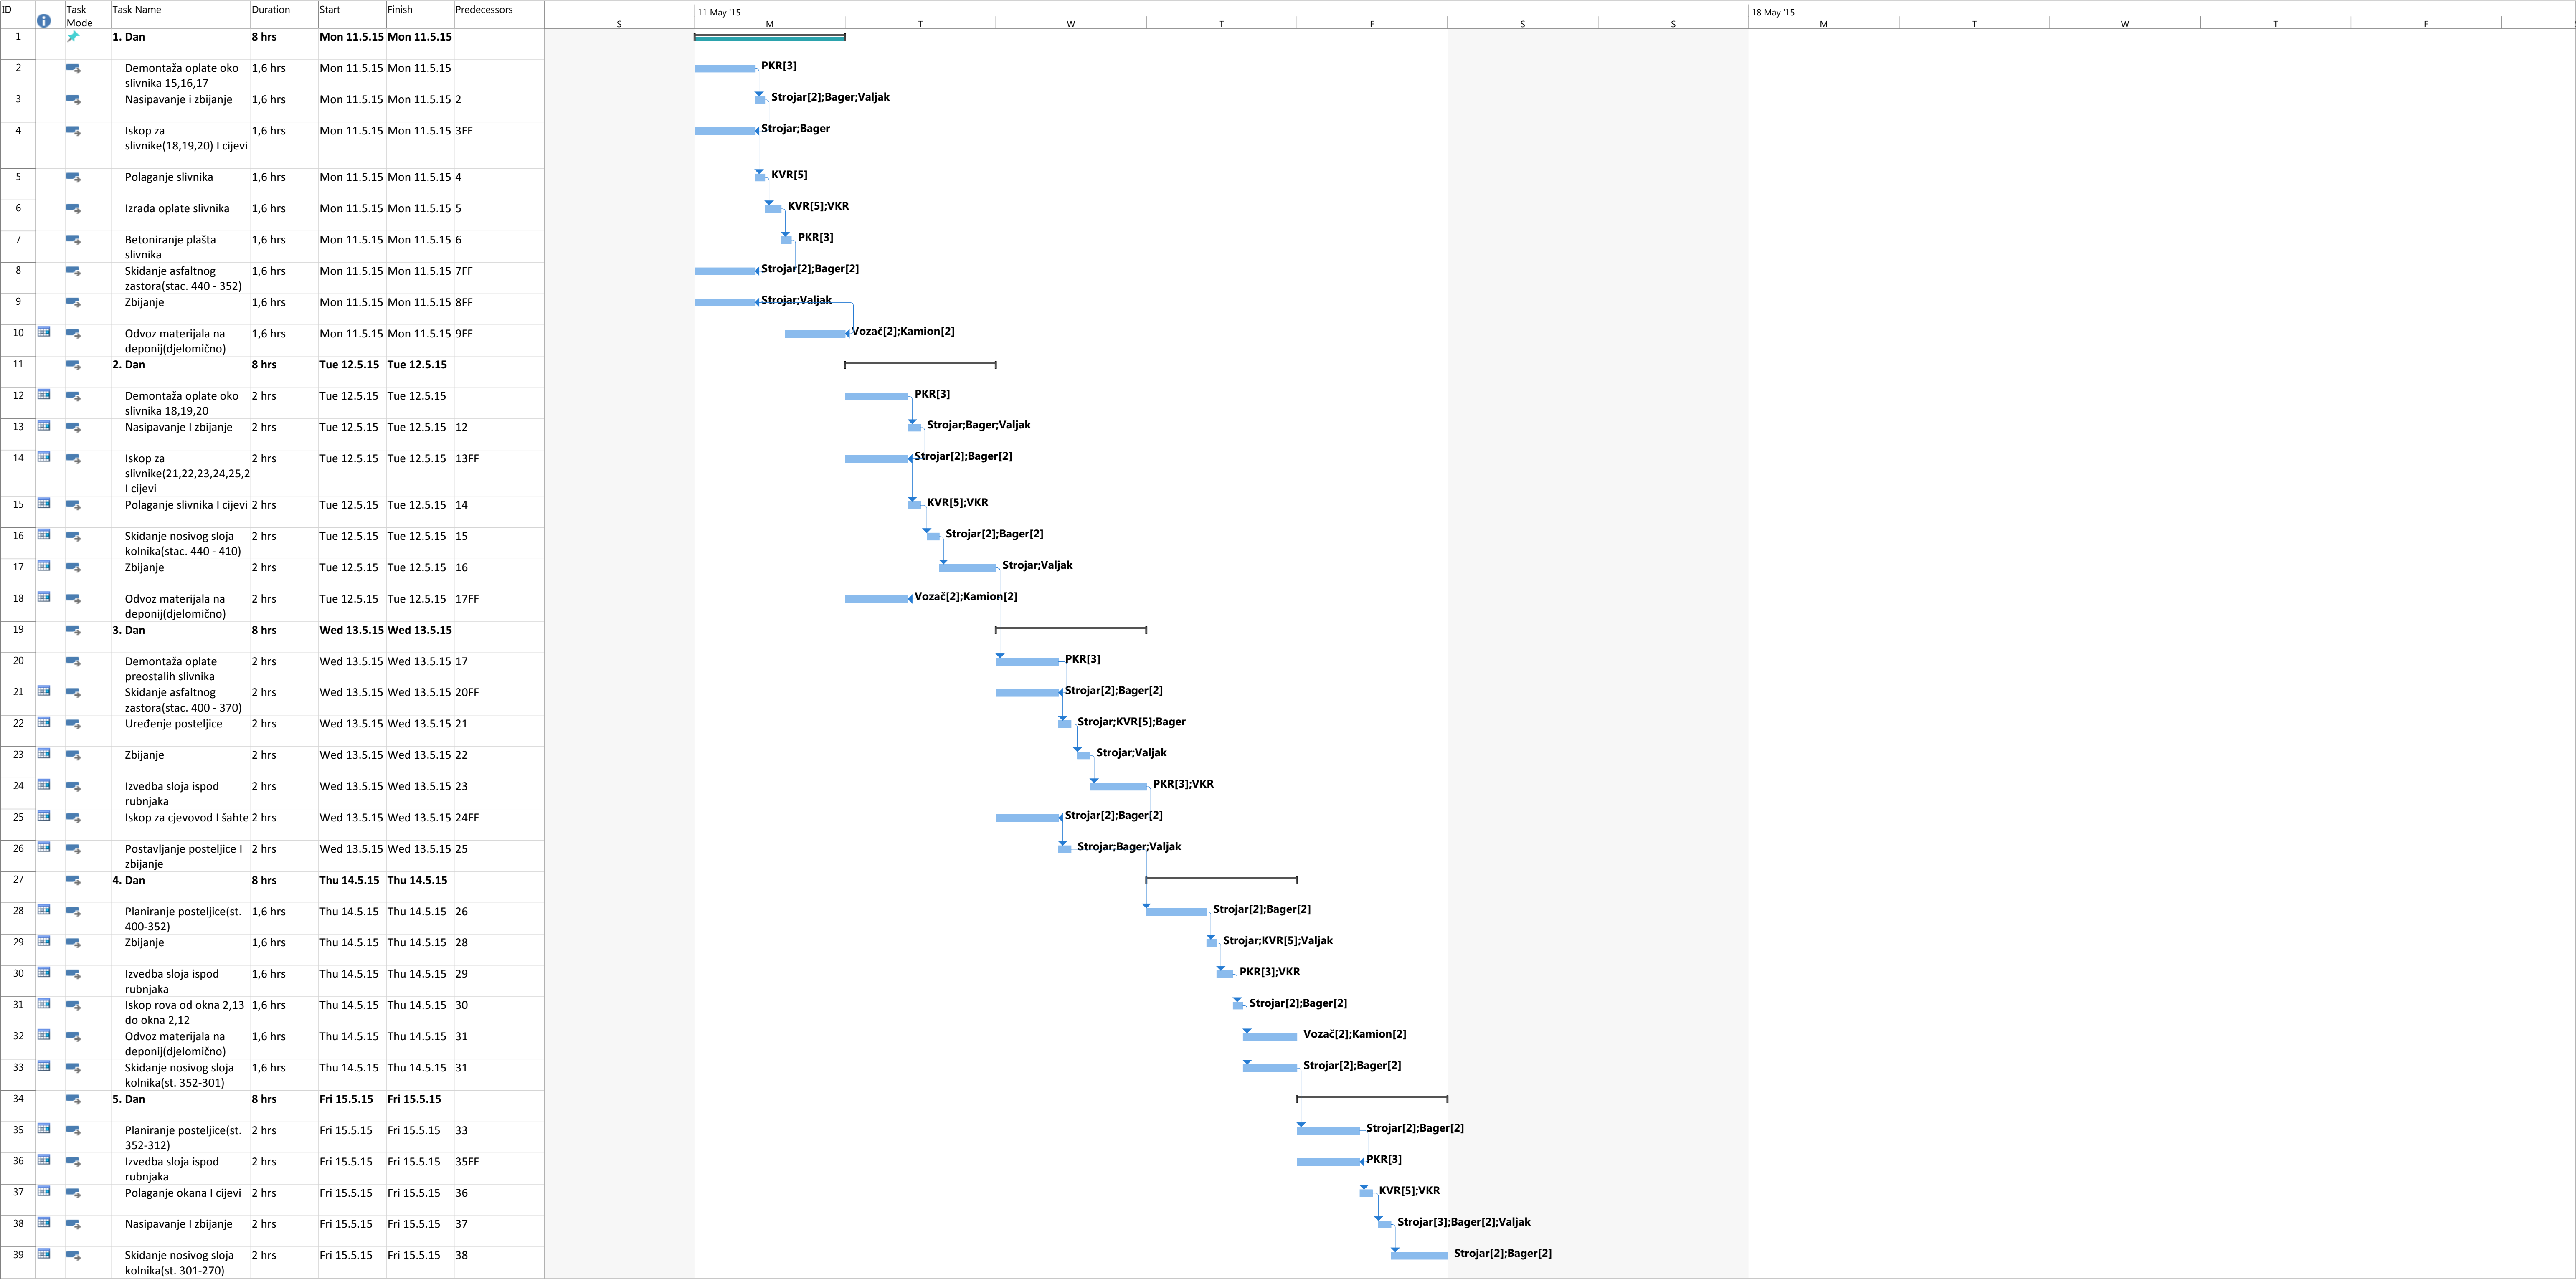 ID Task Mode Task Name Duration Start Finish Predecessors
11 May '15 18 May '15
S M T W T F S S M T W T F
1 1. Dan 8 hrs Mon 11.5.15 Mon 11.5.15
2 Demontaža oplate oko slivnika 15,16,17 1,6 hrs Mon 11.5.15 Mon 11.5.15 PKR[3]
3 Nasipavanje i zbijanje 1,6 hrs Mon 11.5.15 Mon 11.5.15 2 Strojar[2];Bager;Valjak
4 Iskop za slivnike(18,19,20) I cijevi 1,6 hrs Mon 11.5.15 Mon 11.5.15 3FF Strojar;Bager
5 Polaganje slivnika 1,6 hrs Mon 11.5.15 Mon 11.5.15 4 KVR[5]
6 Izrada oplate slivnika 1,6 hrs Mon 11.5.15 Mon 11.5.15 5 KVR[5];VKR
7 Betoniranje plašta slivnika 1,6 hrs Mon 11.5.15 Mon 11.5.15 6 PKR[3]
8 Skidanje asfaltnog zastora(stac. 440 - 352) 1,6 hrs Mon 11.5.15 Mon 11.5.15 7FF Strojar[2];Bager[2]
9 Zbijanje 1,6 hrs Mon 11.5.15 Mon 11.5.15 8FF Strojar;Valjak
10 Odvoz materijala na deponij(djelomično) 1,6 hrs Mon 11.5.15 Mon 11.5.15 9FF Vozač[2];Kamion[2]
11 2. Dan 8 hrs Tue 12.5.15 Tue 12.5.15
12 Demontaža oplate oko slivnika 18,19,20 2 hrs Tue 12.5.15 Tue 12.5.15 PKR[3]
13 Nasipavanje I zbijanje 2 hrs Tue 12.5.15 Tue 12.5.15 12 Strojar;Bager;Valjak
14 Iskop za slivnike(21,22,23,24,25,2 I cijevi 2 hrs Tue 12.5.15 Tue 12.5.15 13FF Strojar[2];Bager[2]
15 Polaganje slivnika I cijevi 2 hrs Tue 12.5.15 Tue 12.5.15 14 KVR[5];VKR
16 Skidanje nosivog sloja kolnika(stac. 440 - 410) 2 hrs Tue 12.5.15 Tue 12.5.15 15 Strojar[2];Bager[2]
17 Zbijanje 2 hrs Tue 12.5.15 Tue 12.5.15 16 Strojar;Valjak
18 Odvoz materijala na deponij(djelomično) 2 hrs Tue 12.5.15 Tue 12.5.15 17FF Vozač[2];Kamion[2]
19 3. Dan 8 hrs Wed 13.5.15 Wed 13.5.15
20 Demontaža oplate preostalih slivnika 2 hrs Wed 13.5.15 Wed 13.5.15 17 PKR[3]
21 Skidanje asfaltnog zastora(stac. 400 - 370) 2 hrs Wed 13.5.15 Wed 13.5.15 20FF Strojar[2];Bager[2]
22 Uređenje posteljice 2 hrs Wed 13.5.15 Wed 13.5.15 21 Strojar;KVR[5];Bager
23 Zbijanje 2 hrs Wed 13.5.15 Wed 13.5.15 22 Strojar;Valjak
24 Izvedba sloja ispod rubnjaka 2 hrs Wed 13.5.15 Wed 13.5.15 23 PKR[3];VKR
25 Iskop za cjevovod I šahte 2 hrs Wed 13.5.15 Wed 13.5.15 24FF Strojar[2];Bager[2]
26 Postavljanje posteljice I zbijanje 2 hrs Wed 13.5.15 Wed 13.5.15 25 Strojar;Bager;Valjak
27 4. Dan 8 hrs Thu 14.5.15 Thu 14.5.15
28 Planiranje posteljice(st. 400-352) 1,6 hrs Thu 14.5.15 Thu 14.5.15 26 Strojar[2];Bager[2]
29 Zbijanje 1,6 hrs Thu 14.5.15 Thu 14.5.15 28 Strojar;KVR[5];Valjak
30 Izvedba sloja ispod rubnjaka 1,6 hrs Thu 14.5.15 Thu 14.5.15 29 PKR[3];VKR
31 Iskop rova od okna 2,13 do okna 2,12 1,6 hrs Thu 14.5.15 Thu 14.5.15 30 Strojar[2];Bager[2]
32 Odvoz materijala na deponij(djelomično) 1,6 hrs Thu 14.5.15 Thu 14.5.15 31 Vozač[2];Kamion[2]
33 Skidanje nosivog sloja kolnika(st. 352-301) 1,6 hrs Thu 14.5.15 Thu 14.5.15 31 Strojar[2];Bager[2]
34 5. Dan 8 hrs Fri 15.5.15 Fri 15.5.15
35 Planiranje posteljice(st. 352-312) 2 hrs Fri 15.5.15 Fri 15.5.15 33 Strojar[2];Bager[2]
36 Izvedba sloja ispod rubnjaka 2 hrs Fri 15.5.15 Fri 15.5.15 35FF PKR[3]
37 Polaganje okana I cijevi 2 hrs Fri 15.5.15 Fri 15.5.15 36 KVR[5];VKR
38 Nasipavanje I zbijanje 2 hrs Fri 15.5.15 Fri 15.5.15 37 Strojar[3];Bager[2];Valjak
39 Skidanje nosivog sloja kolnika(st. 301-270) 2 hrs Fri 15.5.15 Fri 15.5.15 38 Strojar[2];Bager[2]